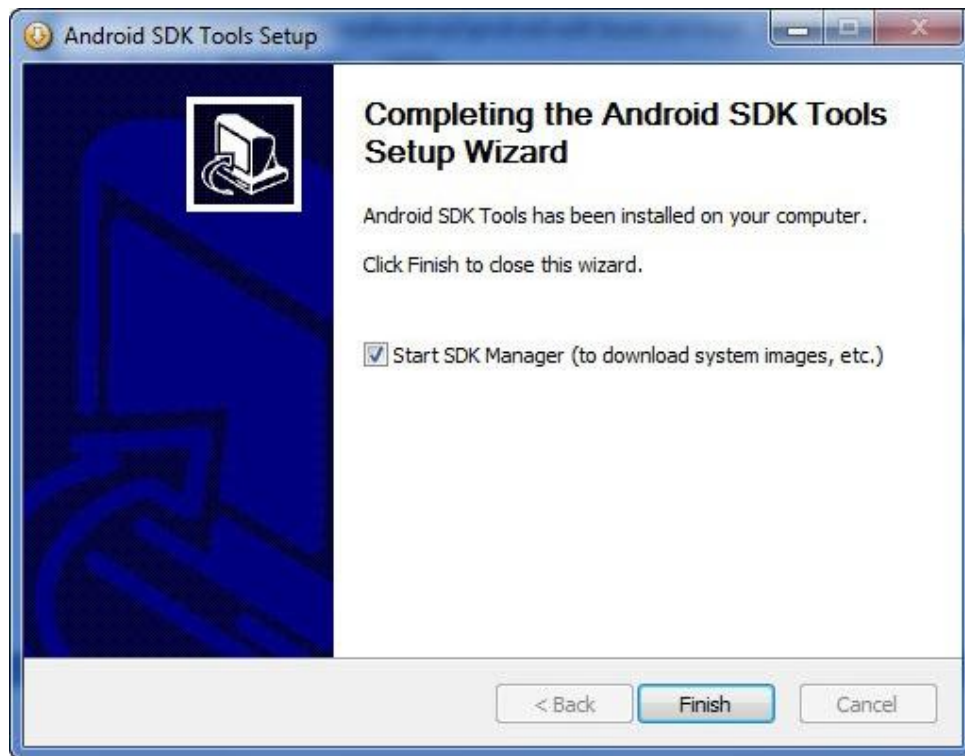 Android SDK Tools Setup
Completing the Android SDK Tools
Setup Wizard
Android SDK Tools has been installed on your computer.
Click Finish to close this wizard.
Start SDK Manager (to download system images, etc.)
< Back Finish Cancel